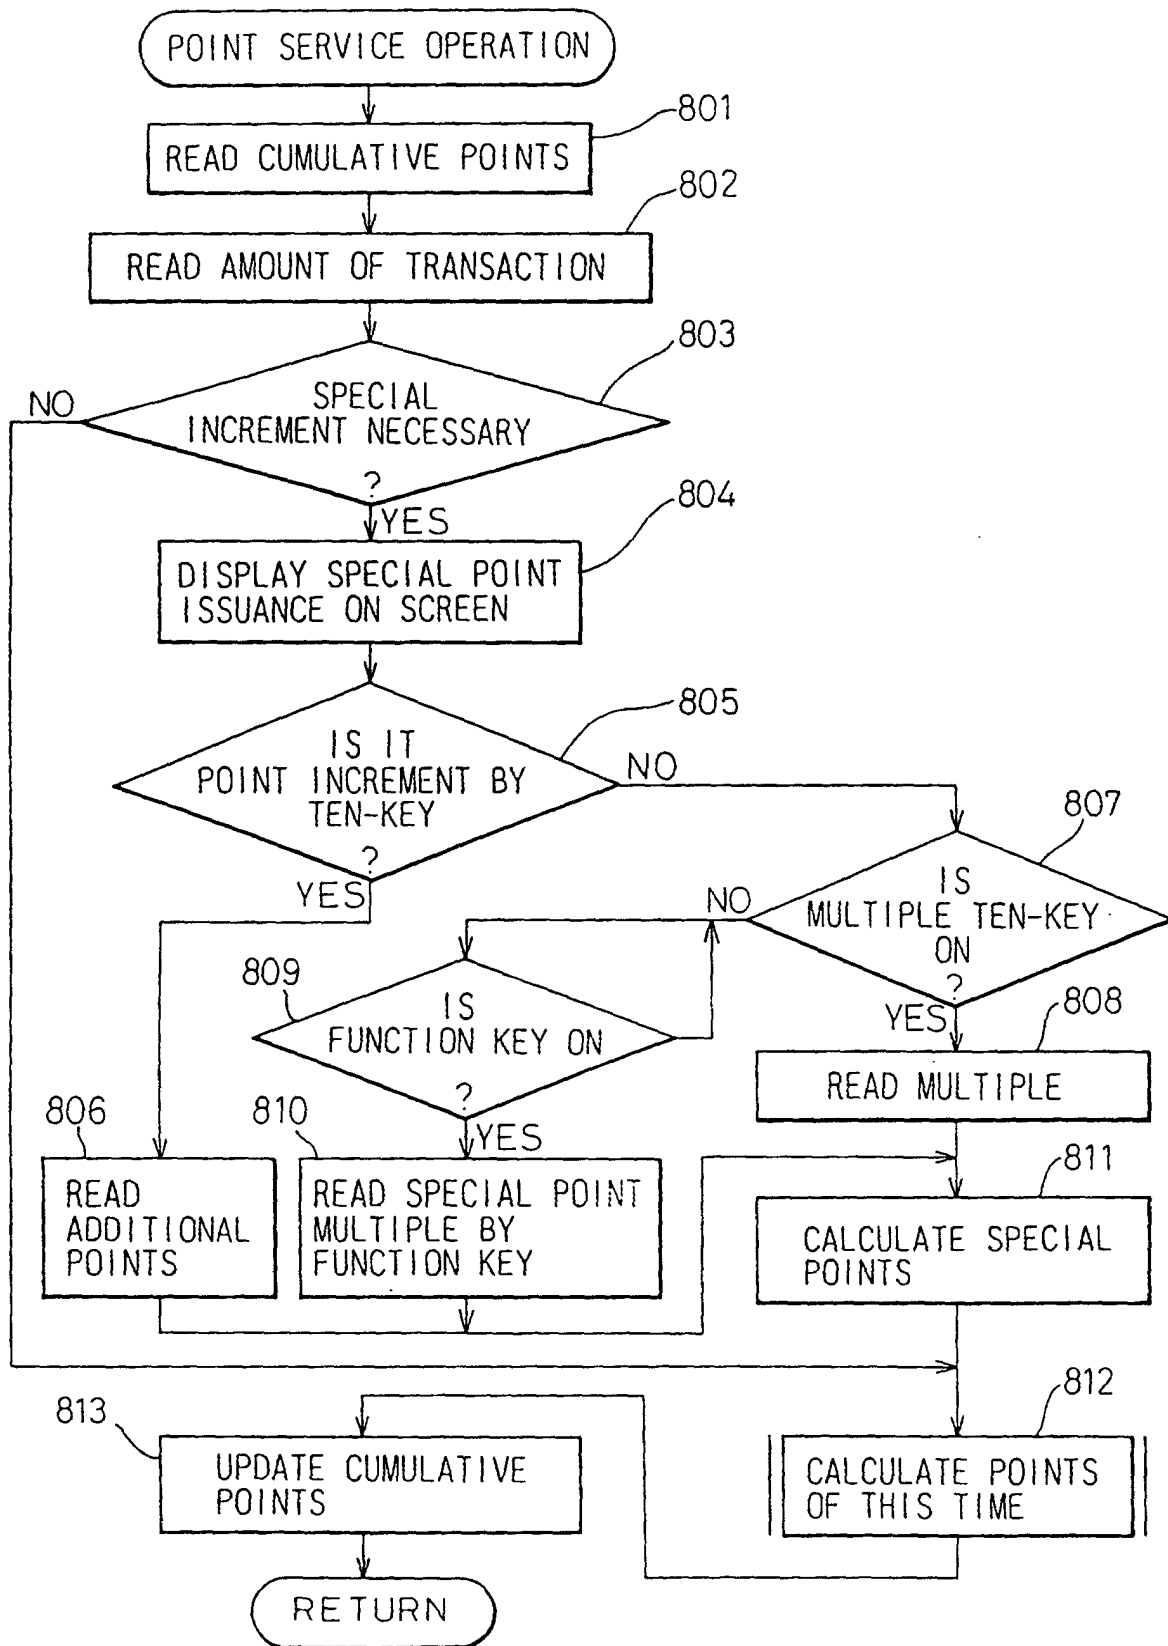 POINT SERVICE OPERATION
801
READ CUMULATIVE POINTS
802
READ AMOUNT OF TRANSACTION
803
NO
SPECIAL
INCREMENT NECESSARY
?
804
YES
DISPLAY SPECIAL POINT
ISSUANCE ON SCREEN
805
IS IT
POINT INCREMENT BY
TEN-KEY
?
NO
YES
807
IS
MULTIPLE TEN-KEY
ON
?
NO
YES
809
IS
FUNCTION KEY ON
?
YES
808
READ MULTIPLE
806
READ
ADDITIONAL
POINTS
810
READ SPECIAL POINT
MULTIPLE BY
FUNCTION KEY
811
CALCULATE SPECIAL
POINTS
812
CALCULATE POINTS
OF THIS TIME
813
UPDATE CUMULATIVE
POINTS
RETURN